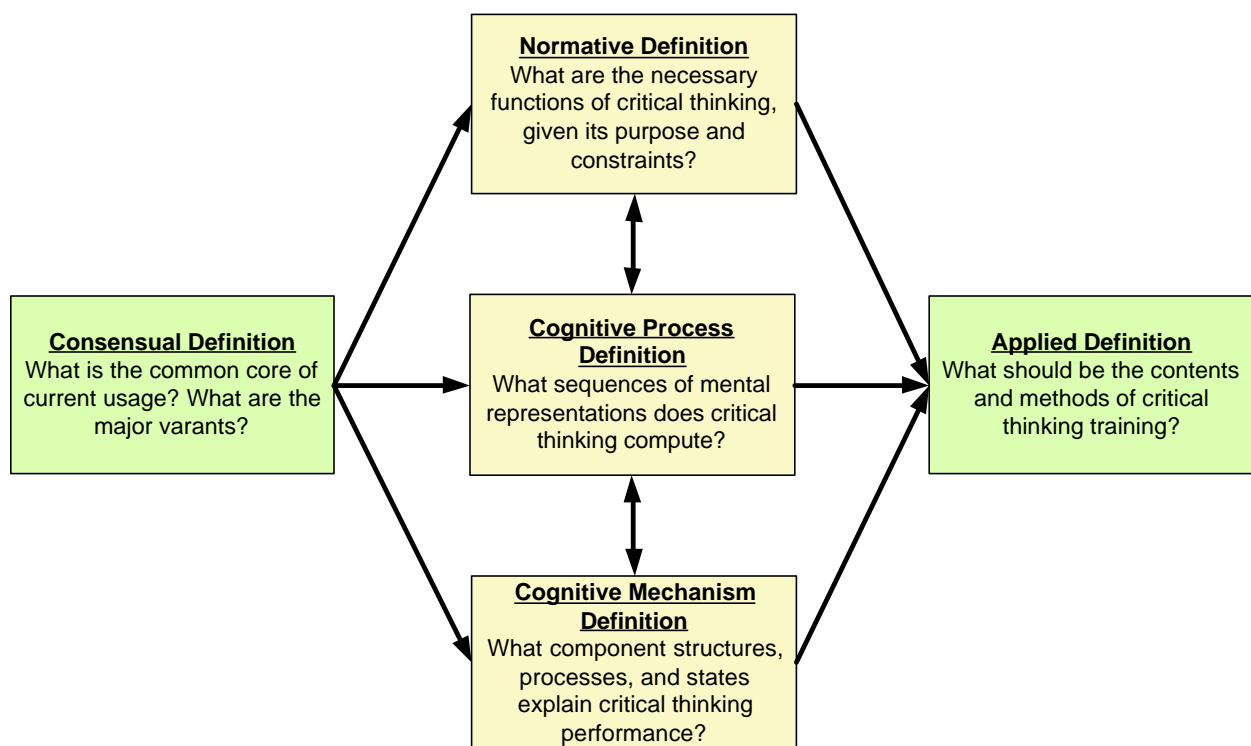 Normative Definition
What are the necessary
functions of critical thinking,
given its purpose and
constraints?
Consensual Definition
What is the common core of
current usage? What are the
major varants?
Cognitive Process
Definition
What sequences of mental
representations does critical
thinking compute?
Applied Definition
What should be the contents
and methods of critical
thinking training?
Cognitive Mechanism
Definition
What component structures,
processes, and states
explain critical thinking
performance?